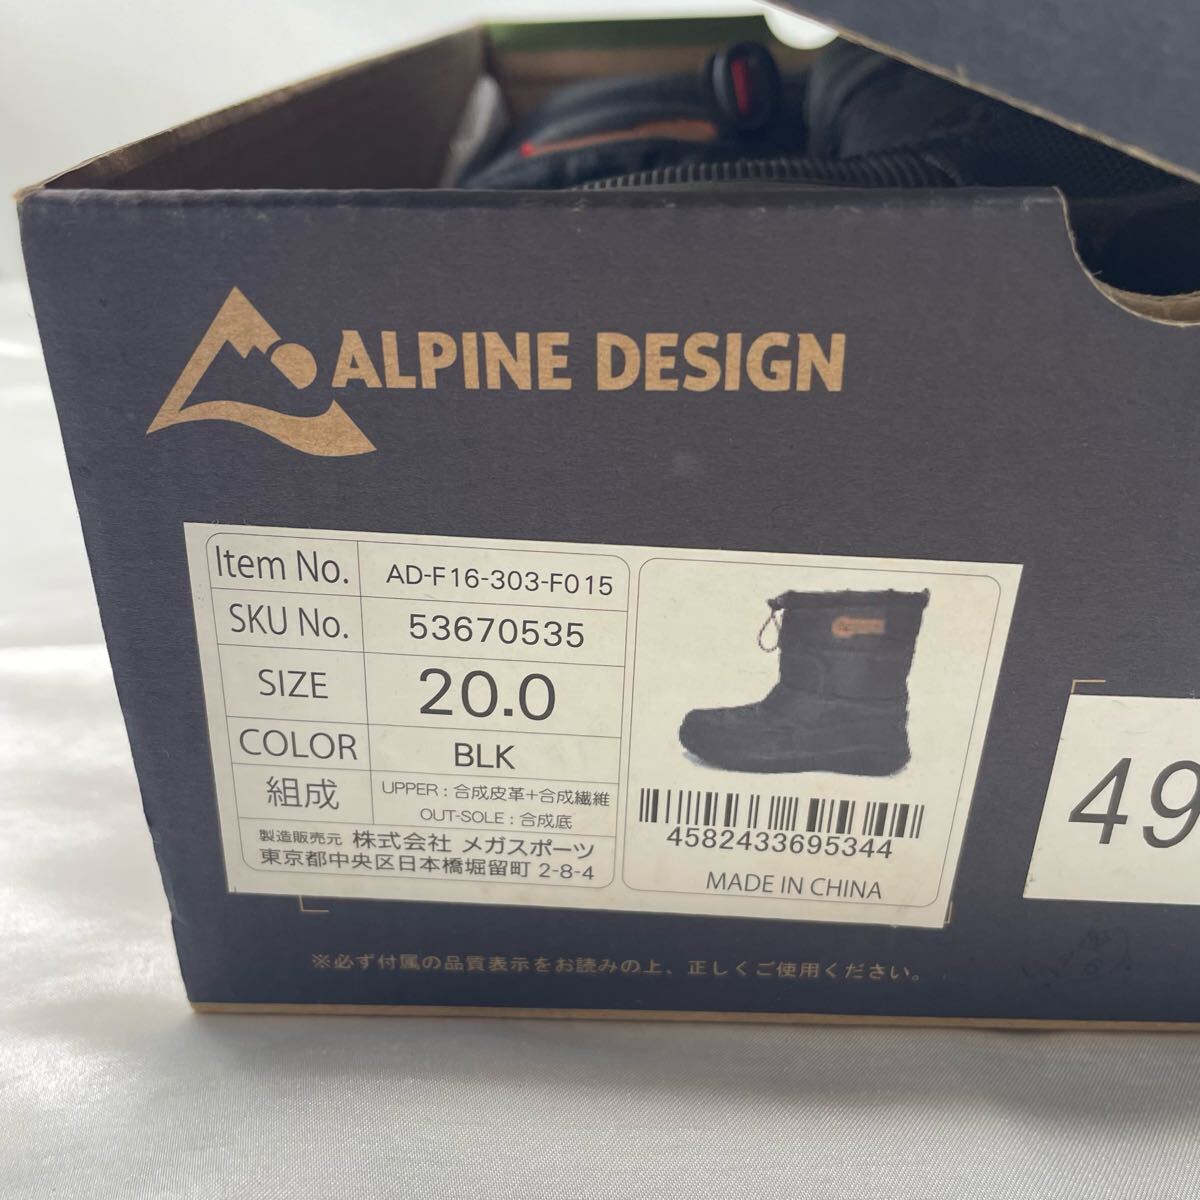 ALPINE DESIGN
Item No. AD-F16-303-F015
SKU No. 53670535
SIZE 20.0
COLOR BLK
組成 UPPER : 合成皮革+合成繊維
OUT-SOLE : 合成底
製造販売元 株式会社 メガスポーツ
東京都中央区日本橋堀留町 2-8-4
4582433695344
MADE IN CHINA
49
※必ず付属の品質表示をお読みの上、正しくご使用ください。